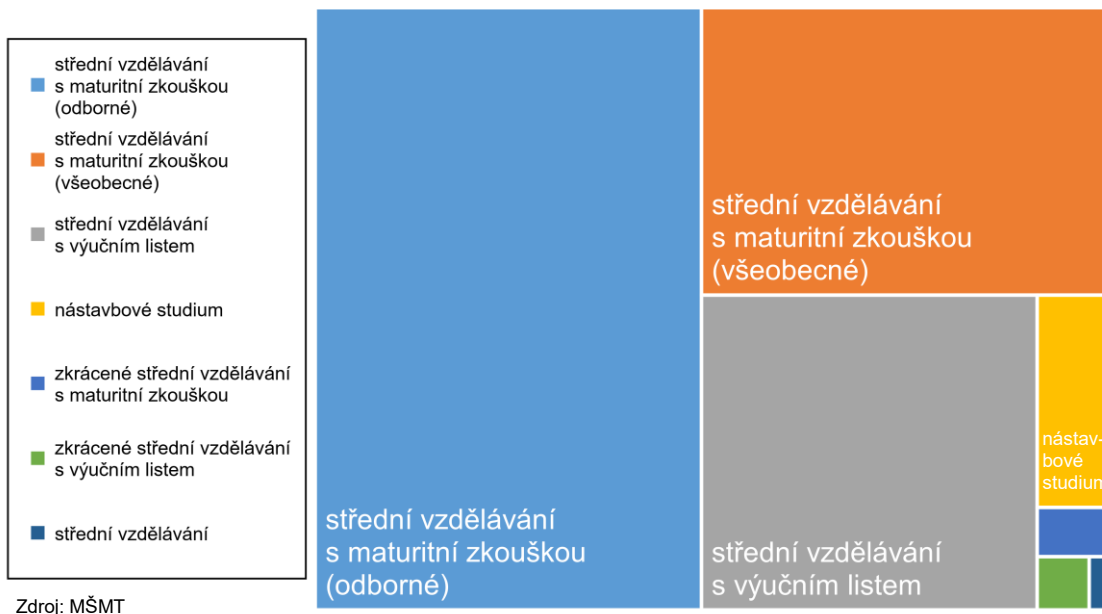 střední vzdělávání
s maturitní zkouškou
(odborné)
střední vzdělávání
s maturitní zkouškou
(všeobecné)
střední vzdělávání
s výučním listem
nástavbové studium
zkrácené střední vzdělávání
s maturitní zkouškou
zkrácené střední vzdělávání
s výučním listem
střední vzdělávání
Zdroj: MŠMT
střední vzdělávání
s maturitní zkouškou
(odborné)
střední vzdělávání
s maturitní zkouškou
(všeobecné)
střední vzdělávání
s výučním listem
nástav-
bové
studium